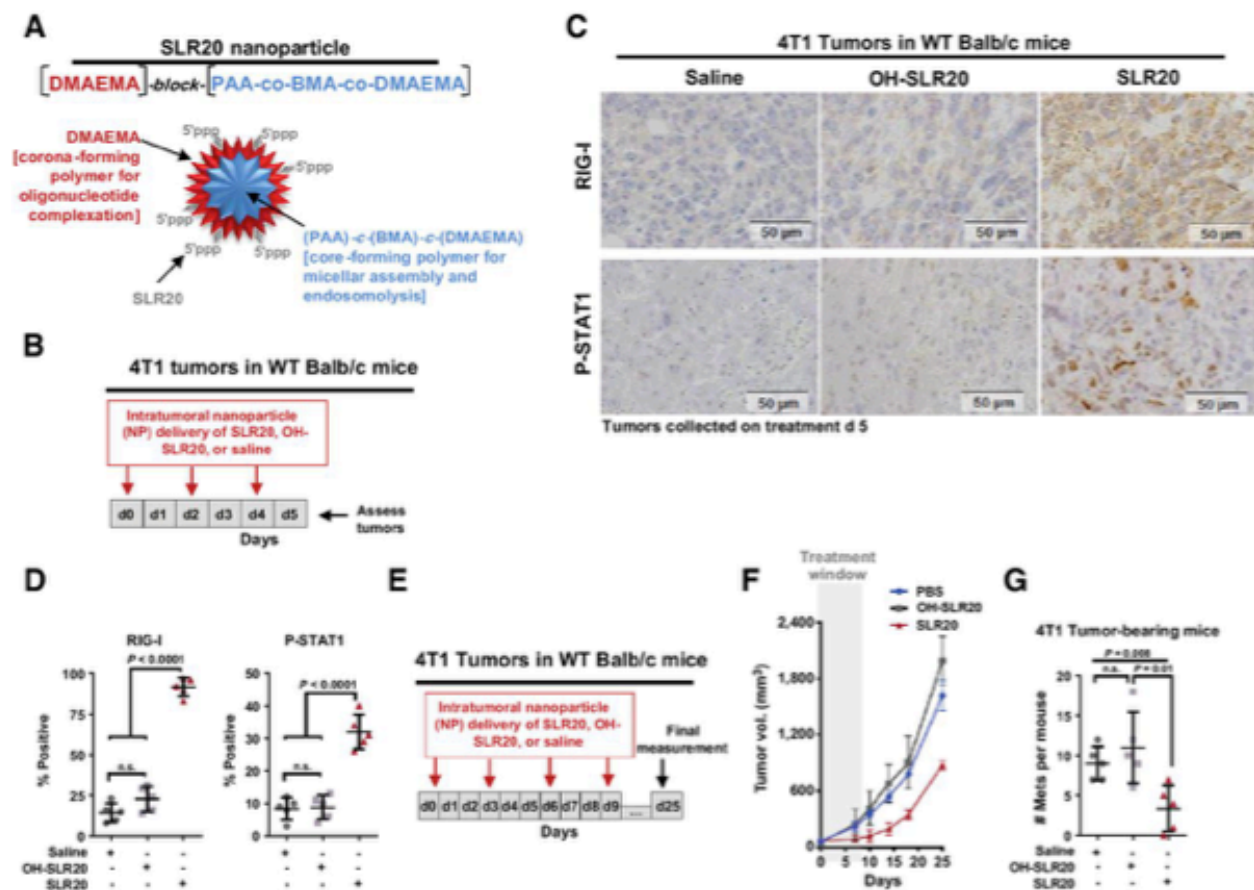 A
SLR20 nanoparticle
[DMAEMA]-block-[PAA-co-BMA-co-DMAEMA]
DMAEMA
[corona-forming
polymer for
oligonucleotide
complexation]
5'ppp
5'ppp
5'ppp
5'ppp
5'ppp
5'ppp
5'ppp
5'ppp
(PAA)-c-(BMA)-c-(DMAEMA)
[core-forming polymer for
micellar assembly and
endosomolysis]
SLR20
B
4T1 tumors in WT Balb/c mice
Intratumoral nanoparticle
(NP) delivery of SLR20, OH-
SLR20, or saline
d0 d1 d2 d3 d4 d5
Assess
tumors
Days
C
4T1 Tumors in WT Balb/c mice
Saline OH-SLR20 SLR20
RIG-I
50 µm 50 µm 50 µm
P-STAT1
50 µm 50 µm 50 µm
Tumors collected on treatment d 5
D
RIG-I
P < 0.0001
% Positive
100
75
50
25
0
n.s.
P-STAT1
P < 0.0001
% Positive
50
40
30
20
10
0
n.s.
Saline + - - + - -
OH-SLR20 - + - - + -
SLR20 - - + - - +
E
4T1 Tumors in WT Balb/c mice
Intratumoral nanoparticle
(NP) delivery of SLR20, OH-
SLR20, or saline
Final
measurement
d0 d1 d2 d3 d4 d5 d6 d7 d8 d9 ... d25
Days
F
Treatment
window
PBS
OH-SLR20
SLR20
Tumor vol. (mm³)
2,400
1,800
1,200
600
0
0 5 10 15 20 25
Days
G
4T1 Tumor-bearing mice
P = 0.008
n.s. P = 0.01
# Mets per mouse
20
15
10
5
0
Saline + - -
OH-SLR20 - + -
SLR20 - - +